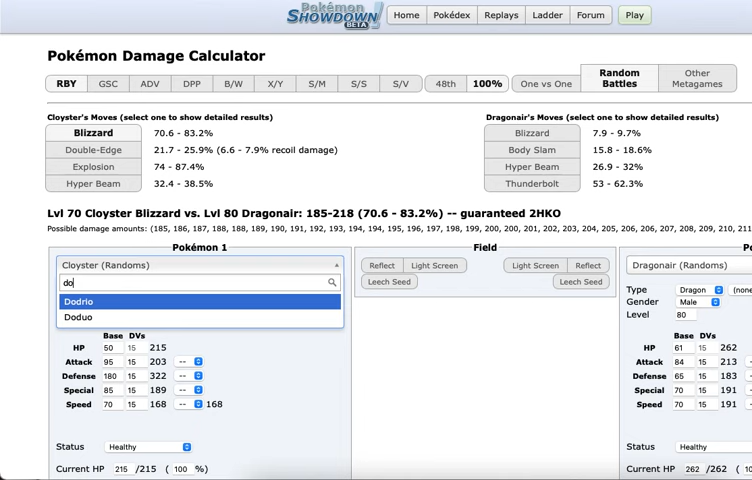 Pokémon
SHOWDOWN!
BETA
Home Pokédex Replays Ladder Forum Play
Pokémon Damage Calculator
RBY GSC ADV DPP B/W X/Y S/M S/S S/V 48th 100% One vs One Random Battles Other Metagames
Cloyster's Moves (select one to show detailed results)
Blizzard 70.6 - 83.2%
Double-Edge 21.7 - 25.9% (6.6 - 7.9% recoil damage)
Explosion 74 - 87.4%
Hyper Beam 32.4 - 38.5%
Dragonair's Moves (select one to show detailed results)
Blizzard 7.9 - 9.7%
Body Slam 15.8 - 18.6%
Hyper Beam 26.9 - 32%
Thunderbolt 53 - 62.3%
Lvl 70 Cloyster Blizzard vs. Lvl 80 Dragonair: 185-218 (70.6 - 83.2%) -- guaranteed 2HKO
Possible damage amounts: (185, 186, 187, 187, 188, 189, 190, 191, 192, 193, 194, 195, 196, 197, 198, 199, 200, 201, 202, 203, 204, 205, 206, 206, 207, 208, 209, 210, 211
Pokémon 1
Cloyster (Randoms)
do
Dodrio
Doduo
Base DVs
HP 50 15 215
Attack 95 15 203 --
Defense 180 15 322 --
Special 85 15 189 --
Speed 70 15 168 -- 168
Status Healthy
Current HP 215 /215 ( 100 %)
Field
Reflect Light Screen Light Screen Reflect
Leech Seed Leech Seed
Po
Dragonair (Randoms)
Type Dragon (none
Gender Male
Level 80
Base DVs
HP 61 15 262
Attack 84 15 213 --
Defense 65 15 183 --
Special 70 15 191 --
Speed 70 15 191 --
Status Healthy
Current HP 262 /262 ( 10